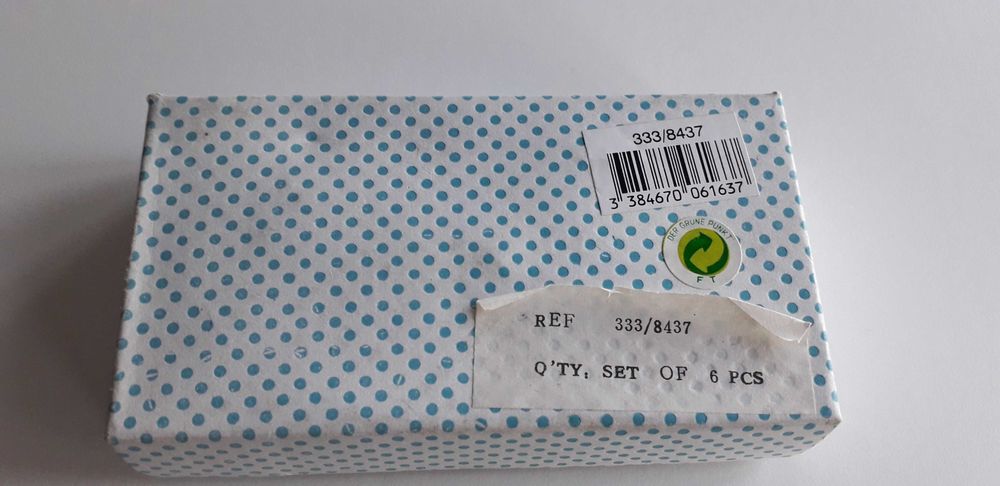 333/8437
3 384670 061637
DER GRÜNE PUNKT
F T
REF 333/8437
Q'TY: SET OF 6 PCS